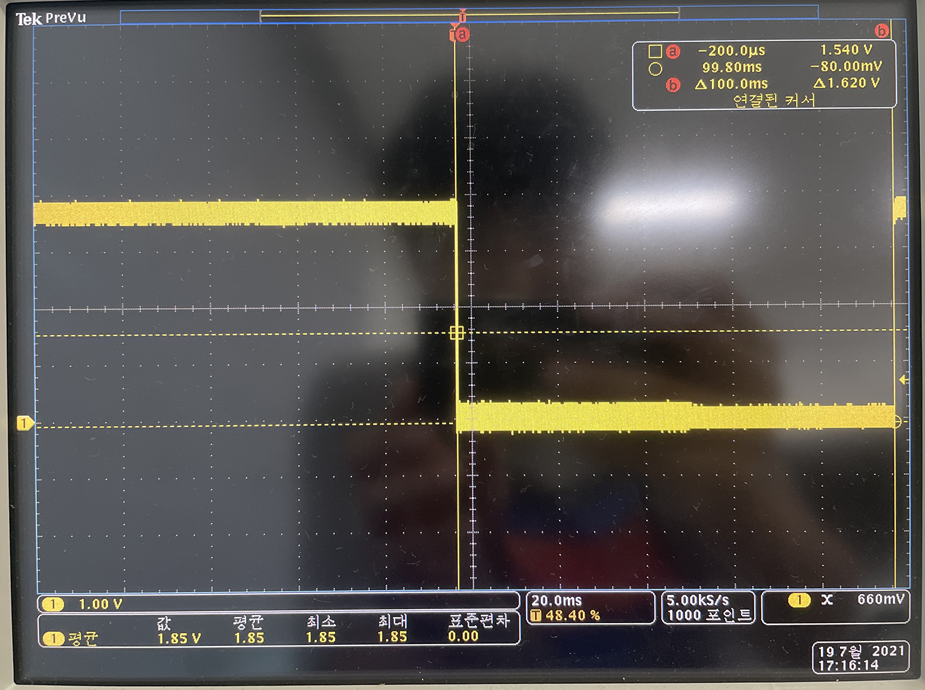 Tek PreVu
T
T a
b
a −200.0µs 1.540 V
99.80ms −80.00mV
b Δ100.0ms Δ1.620 V
연결된 커서
1
1 1.00 V
20.0ms
T 48.40 %
5.00kS/s
1000 포인트
1 X 660mV
값 평균 최소 최대 표준편차
1 평균 1.85 V 1.85 1.85 1.85 0.00
19 7월 2021
17:16:14